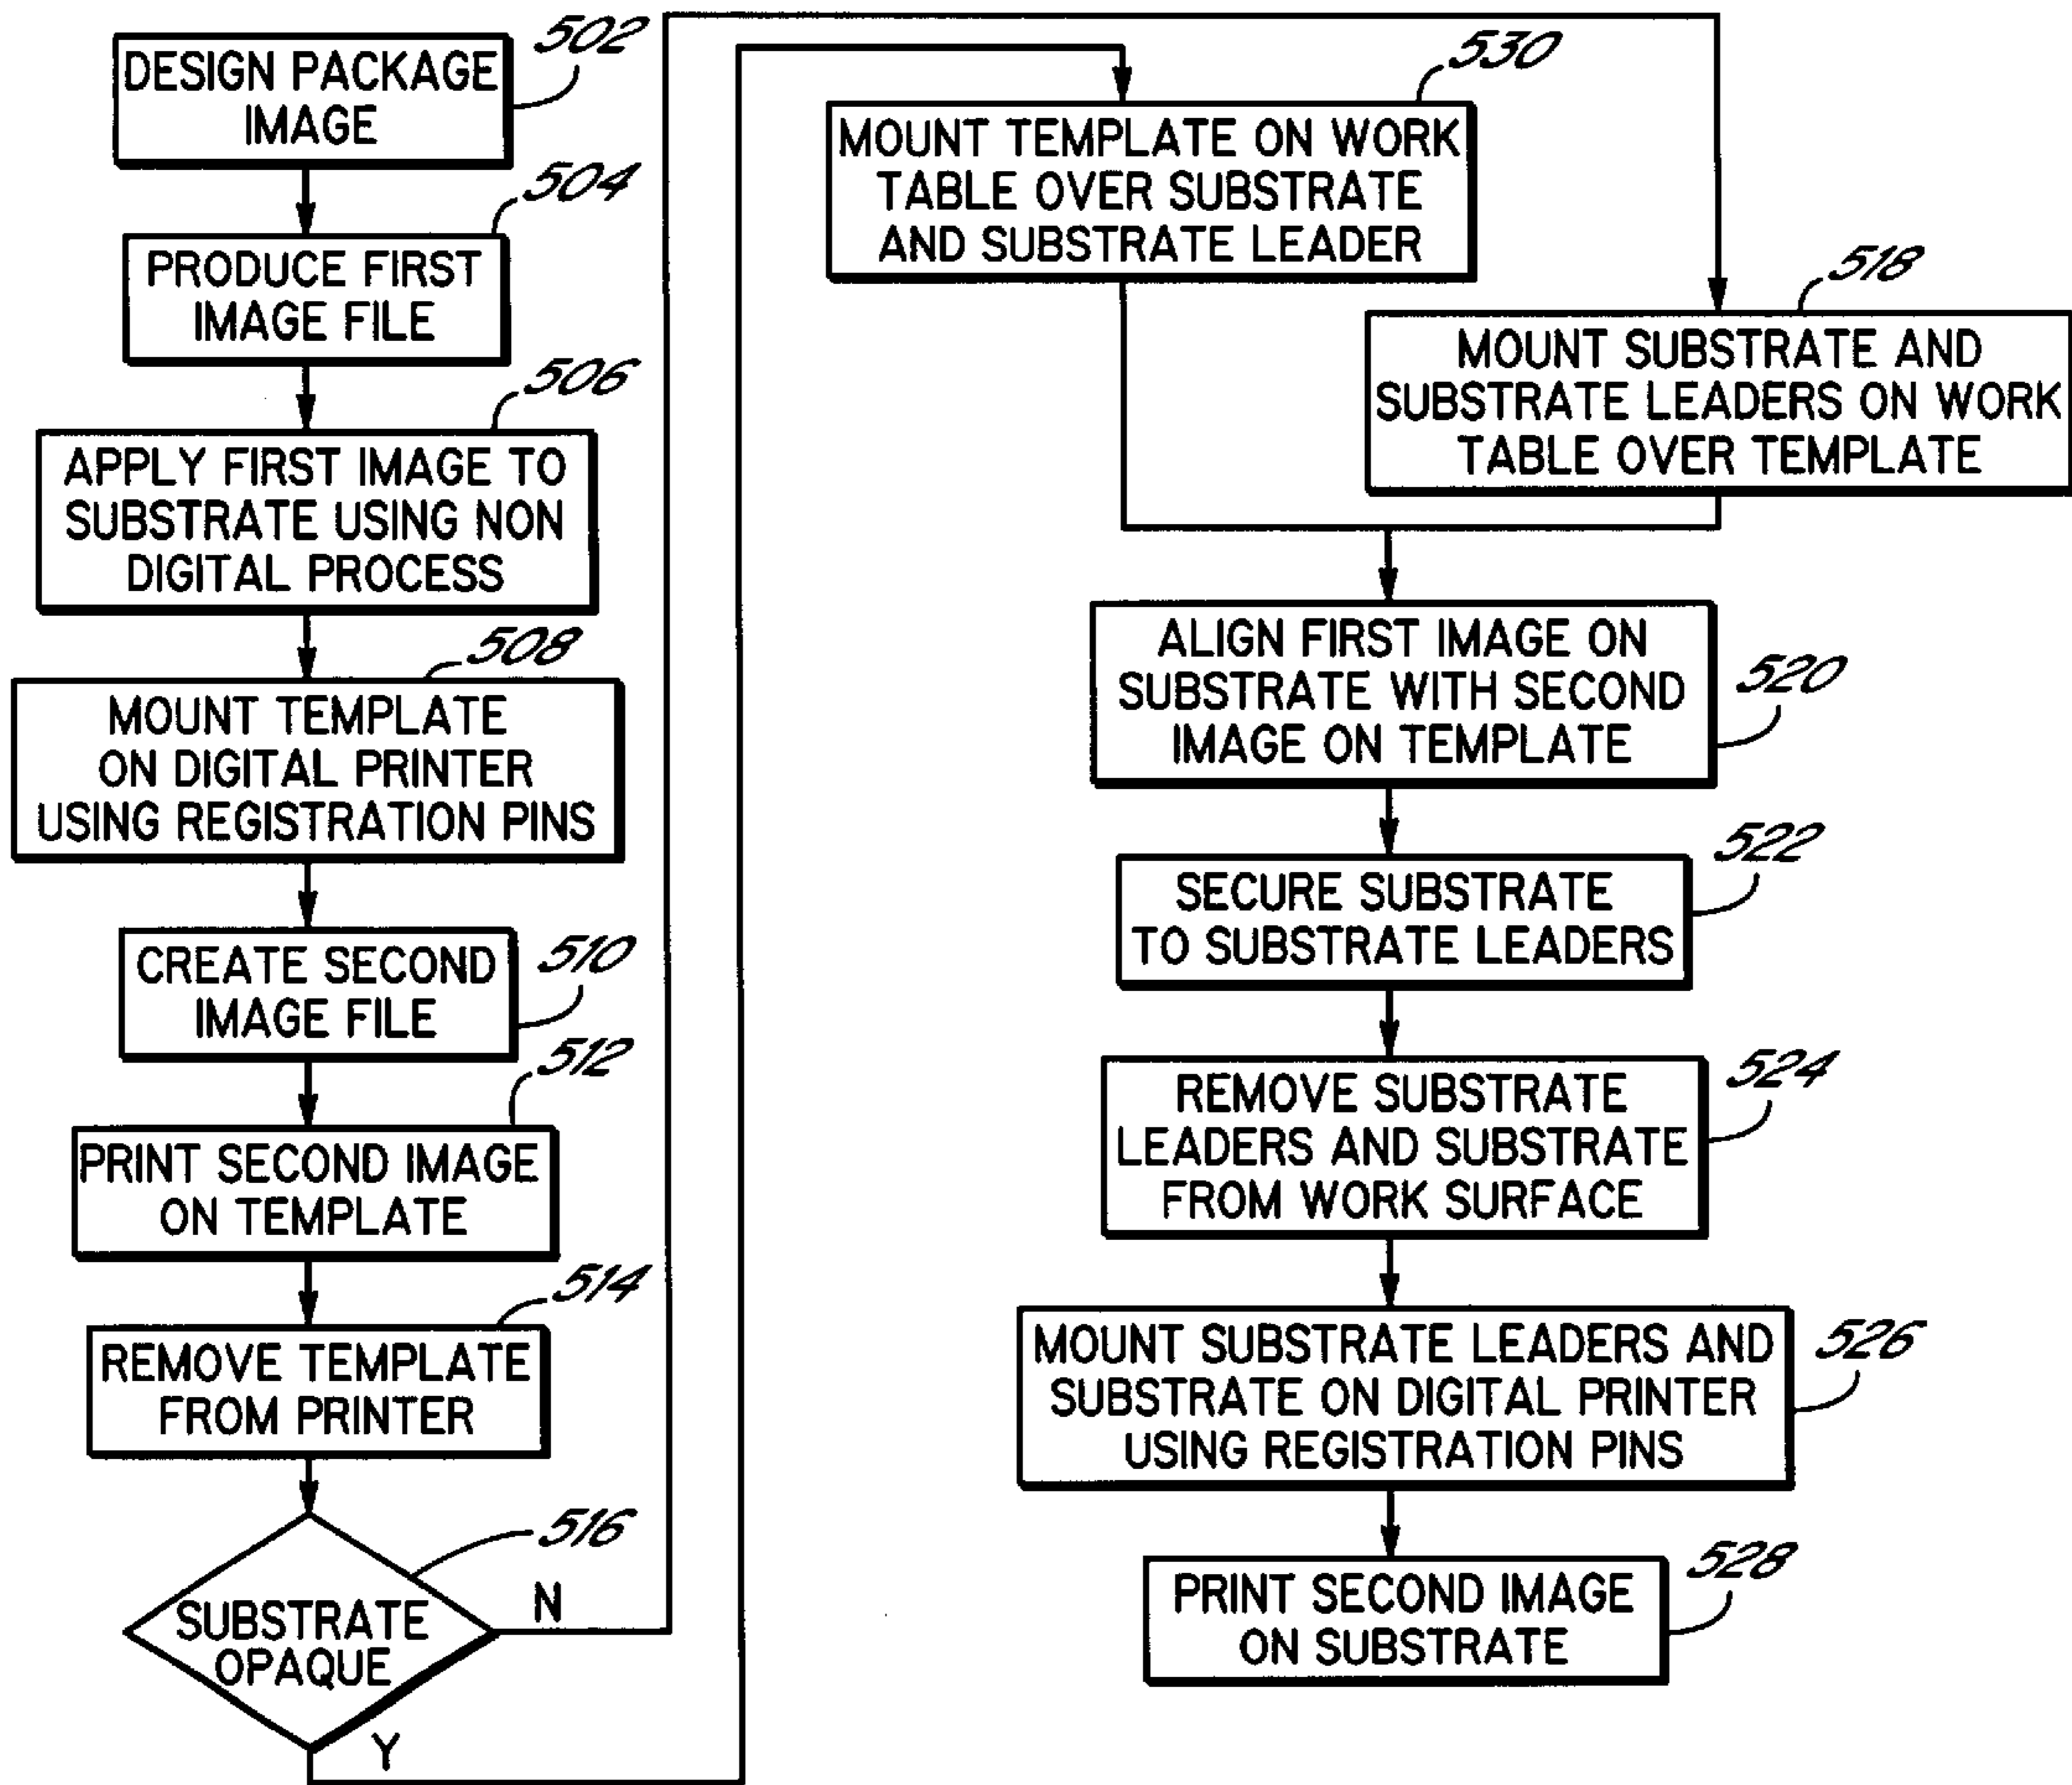 502
DESIGN PACKAGE
IMAGE
504
PRODUCE FIRST
IMAGE FILE
506
APPLY FIRST IMAGE TO
SUBSTRATE USING NON
DIGITAL PROCESS
508
MOUNT TEMPLATE
ON DIGITAL PRINTER
USING REGISTRATION PINS
510
CREATE SECOND
IMAGE FILE
512
PRINT SECOND IMAGE
ON TEMPLATE
514
REMOVE TEMPLATE
FROM PRINTER
516
SUBSTRATE
OPAQUE
N
Y
530
MOUNT TEMPLATE ON WORK
TABLE OVER SUBSTRATE
AND SUBSTRATE LEADER
518
MOUNT SUBSTRATE AND
SUBSTRATE LEADERS ON WORK
TABLE OVER TEMPLATE
520
ALIGN FIRST IMAGE ON
SUBSTRATE WITH SECOND
IMAGE ON TEMPLATE
522
SECURE SUBSTRATE
TO SUBSTRATE LEADERS
524
REMOVE SUBSTRATE
LEADERS AND SUBSTRATE
FROM WORK SURFACE
526
MOUNT SUBSTRATE LEADERS AND
SUBSTRATE ON DIGITAL PRINTER
USING REGISTRATION PINS
528
PRINT SECOND IMAGE
ON SUBSTRATE